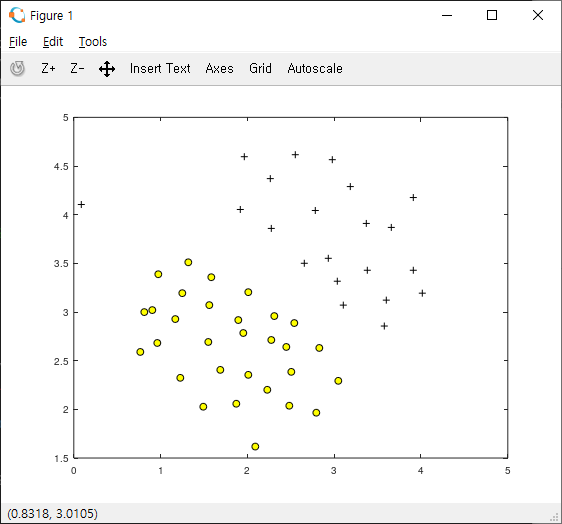 Figure 1
File Edit Tools
Z+ Z- Insert Text Axes Grid Autoscale
5
4.5
4
3.5
3
2.5
2
1.5
0 1 2 3 4 5
(0.8318, 3.0105)